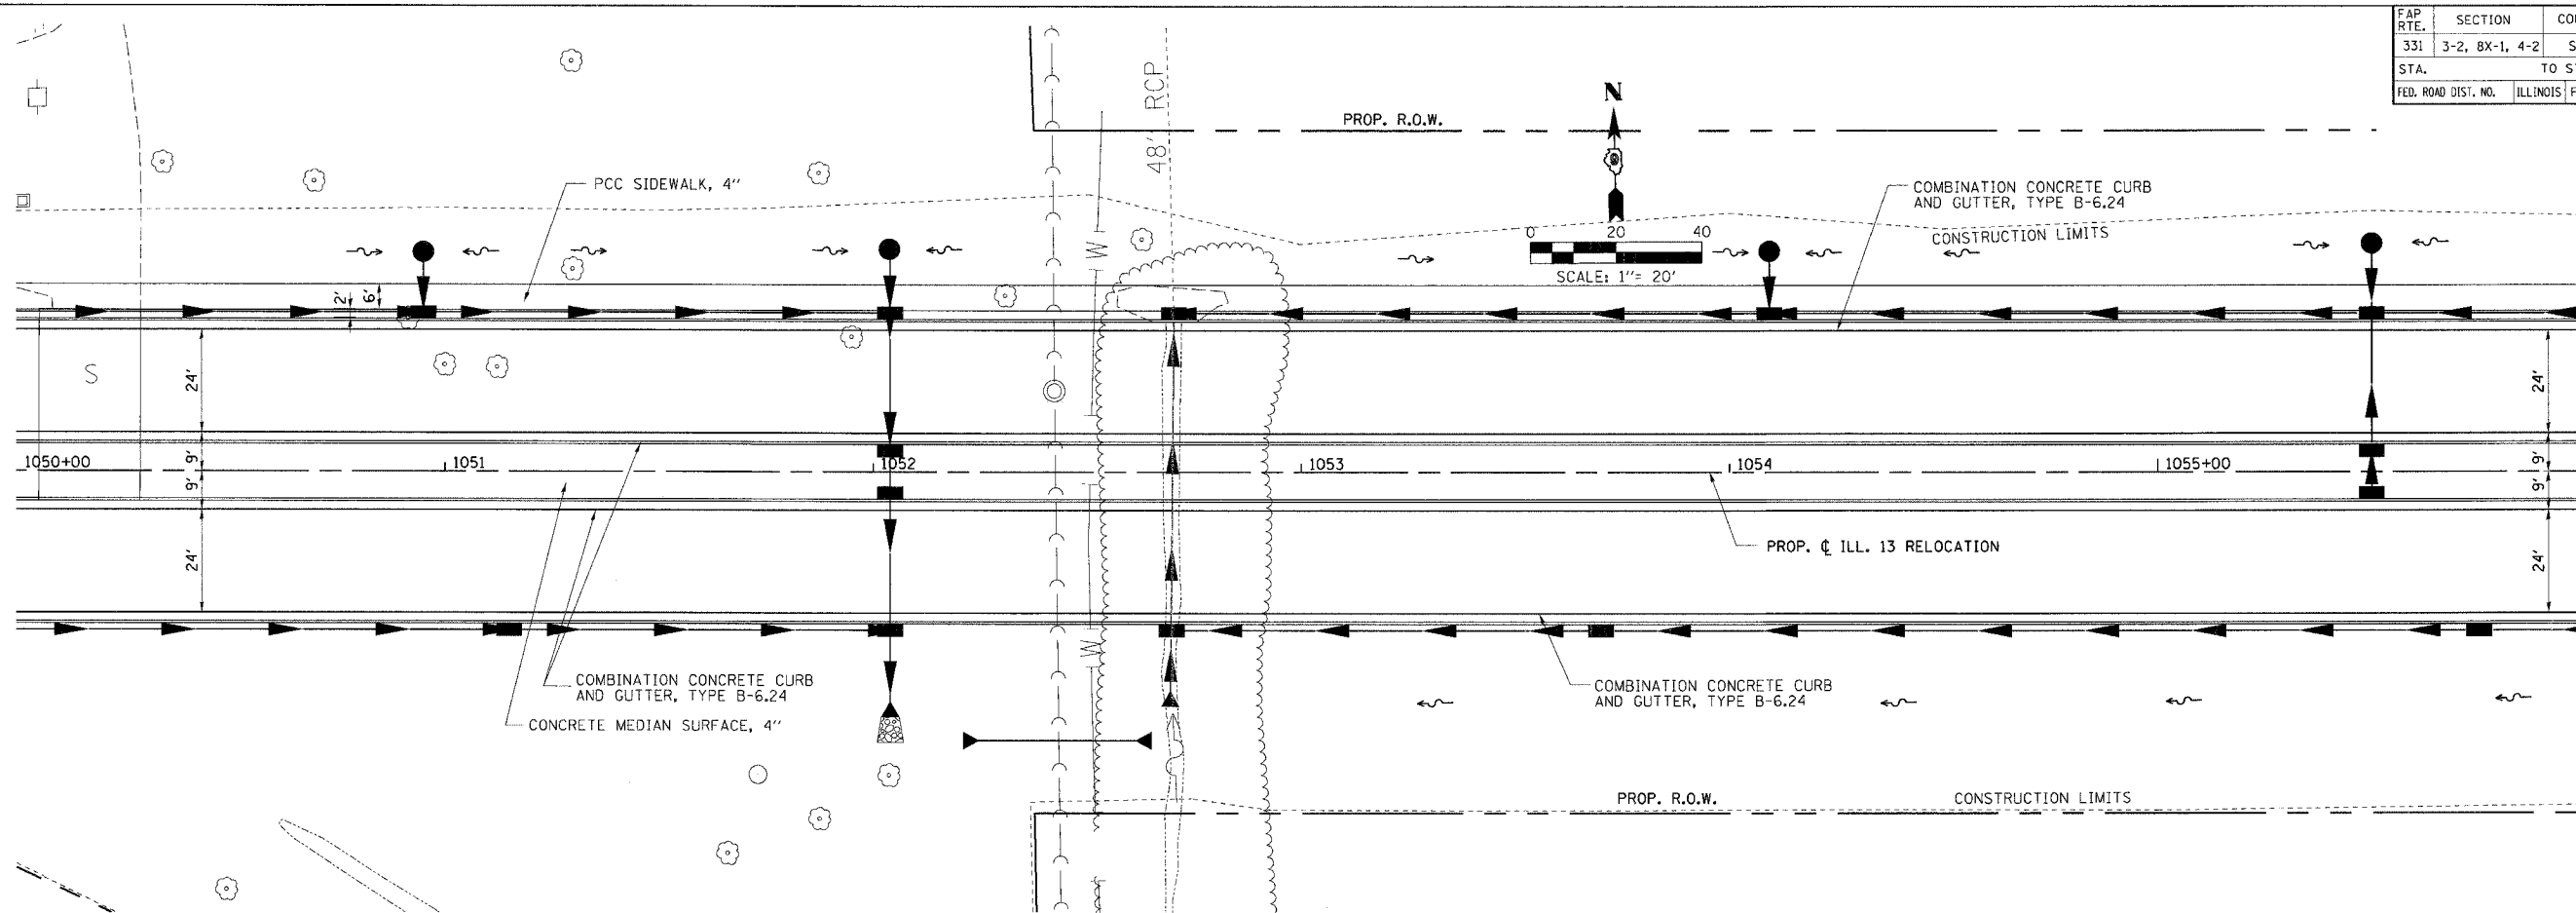 FAP RTE. SECTION
331 3-2, 8X-1, 4-2
STA. TO
FED. ROAD DIST. NO. ILLINOIS
48' RCP
N
PROP. R.O.W.
PCC SIDEWALK, 4''
COMBINATION CONCRETE CURB
AND GUTTER, TYPE B-6.24
0 20 40
CONSTRUCTION LIMITS
SCALE: 1''= 20'
W
2'
6'
S
24'
24'
9'
9'
1050+00
1051
1052
1053
1054
1055+00
9'
9'
PROP. ℄ ILL. 13 RELOCATION
24'
24'
W
COMBINATION CONCRETE CURB
AND GUTTER, TYPE B-6.24
CONCRETE MEDIAN SURFACE, 4''
COMBINATION CONCRETE CURB
AND GUTTER, TYPE B-6.24
PROP. R.O.W.
CONSTRUCTION LIMITS